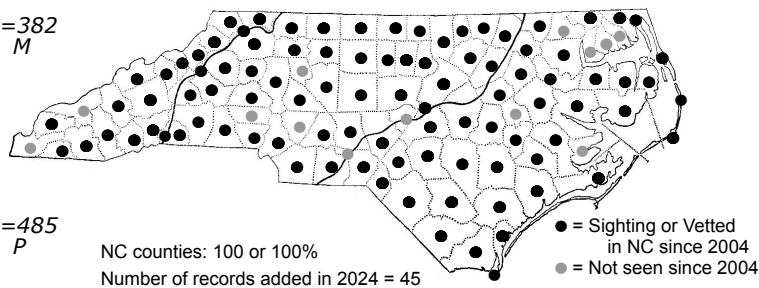 =382
M
=485
P
NC counties: 100 or 100%
Number of records added in 2024 = 45
= Sighting or Vetted
in NC since 2004
= Not seen since 2004